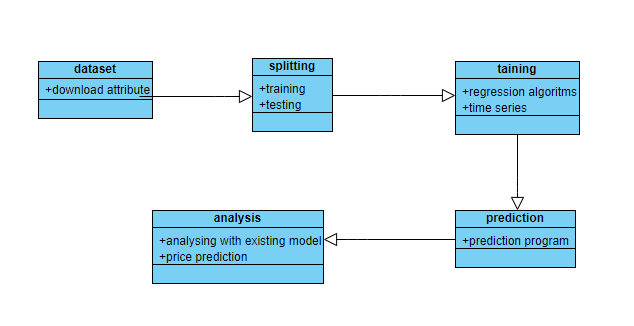 dataset
+download attribute
splitting
+training
+testing
taining
+regression algoritms
+time series
analysis
+analysing with existing model
+price prediction
prediction
+prediction program